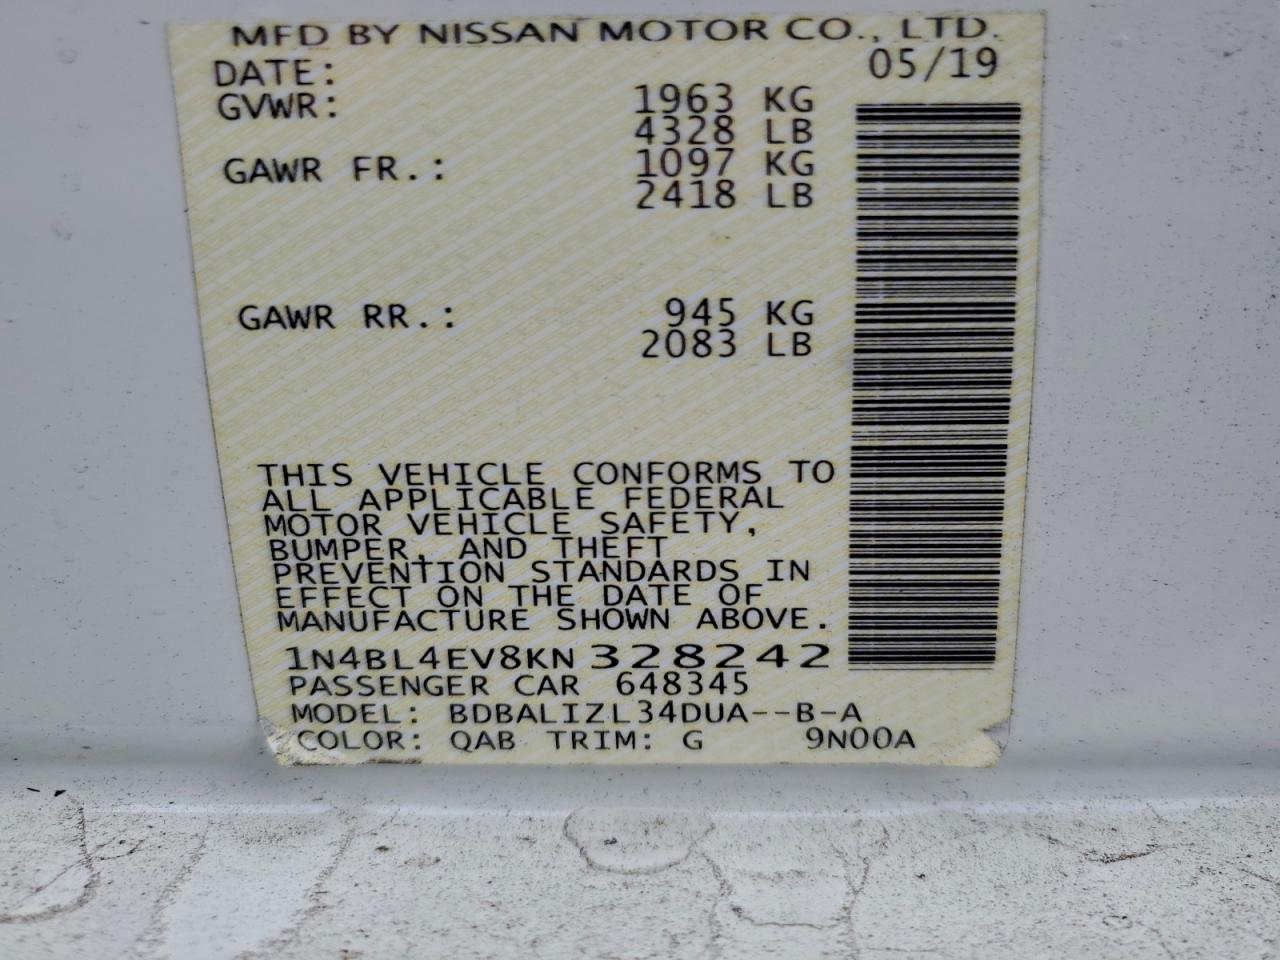 MFD BY NISSAN MOTOR CO., LTD.
DATE: 05/19
GVWR: 1963 KG
4328 LB
GAWR FR.: 1097 KG
2418 LB
GAWR RR.: 945 KG
2083 LB
THIS VEHICLE CONFORMS TO
ALL APPLICABLE FEDERAL
MOTOR VEHICLE SAFETY,
BUMPER, AND THEFT
PREVENTION STANDARDS IN
EFFECT ON THE DATE OF
MANUFACTURE SHOWN ABOVE.
1N4BL4EV8KN328242
PASSENGER CAR 648345
MODEL: BDBALIZL34DUA--B-A
COLOR: QAB TRIM: G 9N00A